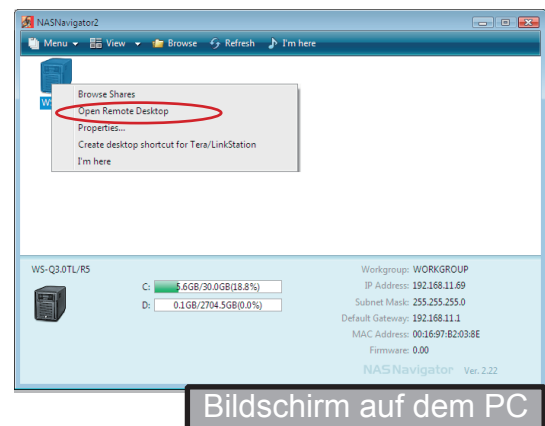 NASNavigator2
Menu View Browse Refresh I'm here
Browse Shares
Open Remote Desktop
Properties...
Create desktop shortcut for Tera/LinkStation
I'm here
WS-Q3.0TL/R5
C: 5.6GB/30.0GB(18.8%)
D: 0.1GB/2704.5GB(0.0%)
Workgroup: WORKGROUP
IP Address: 192.168.11.69
Subnet Mask: 255.255.255.0
Default Gateway: 192.168.11.1
MAC Address: 00:16:97:B2:03:8E
Firmware: 0.00
NASNavigator Ver. 2.22
Bildschirm auf dem PC